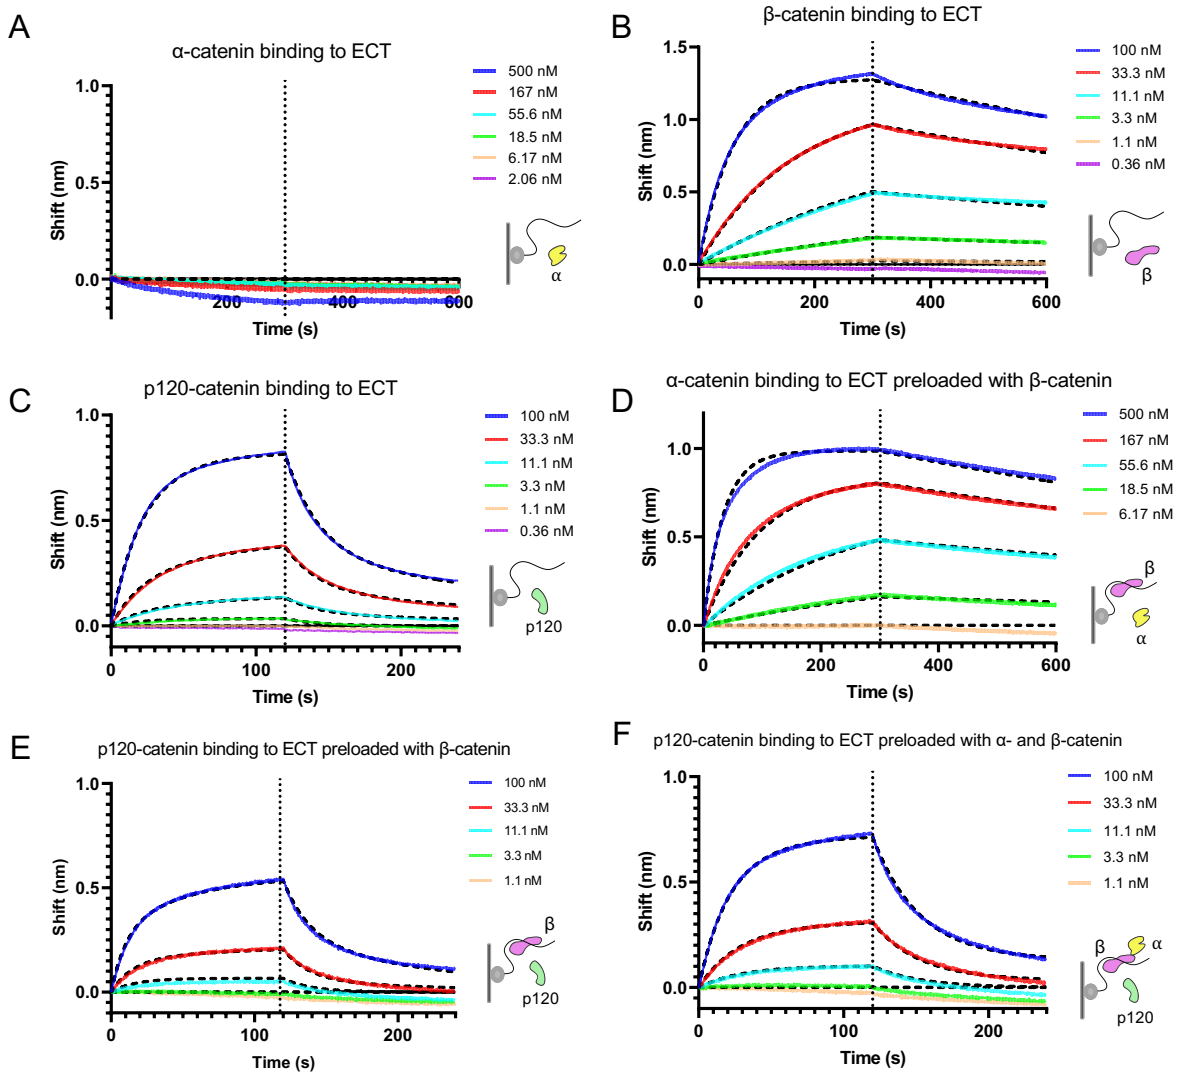 A
α-catenin binding to ECT
1.0
0.5
0.0
Shift (nm)
200
400
600
Time (s)
500 nM
167 nM
55.6 nM
18.5 nM
6.17 nM
2.06 nM
α
B
β-catenin binding to ECT
1.5
1.0
0.5
0.0
Shift (nm)
0
200
400
600
Time (s)
100 nM
33.3 nM
11.1 nM
3.3 nM
1.1 nM
0.36 nM
β
C
p120-catenin binding to ECT
1.0
0.5
0.0
Shift (nm)
0
100
200
Time (s)
100 nM
33.3 nM
11.1 nM
3.3 nM
1.1 nM
0.36 nM
p120
D
α-catenin binding to ECT preloaded with β-catenin
1.0
0.5
0.0
Shift (nm)
0
200
400
600
Time (s)
500 nM
167 nM
55.6 nM
18.5 nM
6.17 nM
β
α
E
p120-catenin binding to ECT preloaded with β-catenin
1.0
0.5
0.0
Shift (nm)
0
100
200
Time (s)
100 nM
33.3 nM
11.1 nM
3.3 nM
1.1 nM
β
p120
F
p120-catenin binding to ECT preloaded with α- and β-catenin
1.0
0.5
0.0
Shift (nm)
0
100
200
Time (s)
100 nM
33.3 nM
11.1 nM
3.3 nM
1.1 nM
β
α
p120